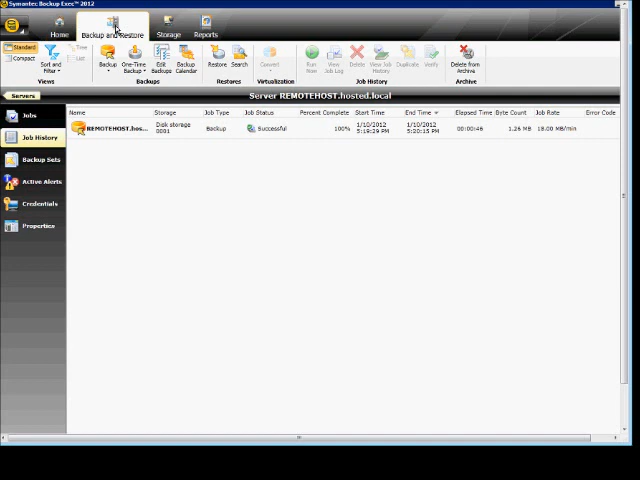 Symantec Backup Exec™ 2012
Home Backup and Restore Storage Reports
Standard Compact Sort and Filter Tree List
Backup One-Time Backup Edit Backups Backup Calendar
Restore Search Convert
Run Now View Job Log Delete View Job History Duplicate Verify Delete from Archive
Views Backups Restores Virtualization Job History Archive
Servers Server REMOTEHOST.hosted.local
Jobs
Job History
Backup Sets
Active Alerts
Credentials
Properties
Name Storage Job Type Job Status Percent Complete Start Time End Time Elapsed Time Byte Count Job Rate Error Code
REMOTEHOST.hos... Disk storage 0001 Backup Successful 100% 1/10/2012 5:19:29 PM 1/10/2012 5:20:15 PM 00:00:46 1.26 MB 18.00 MB/min